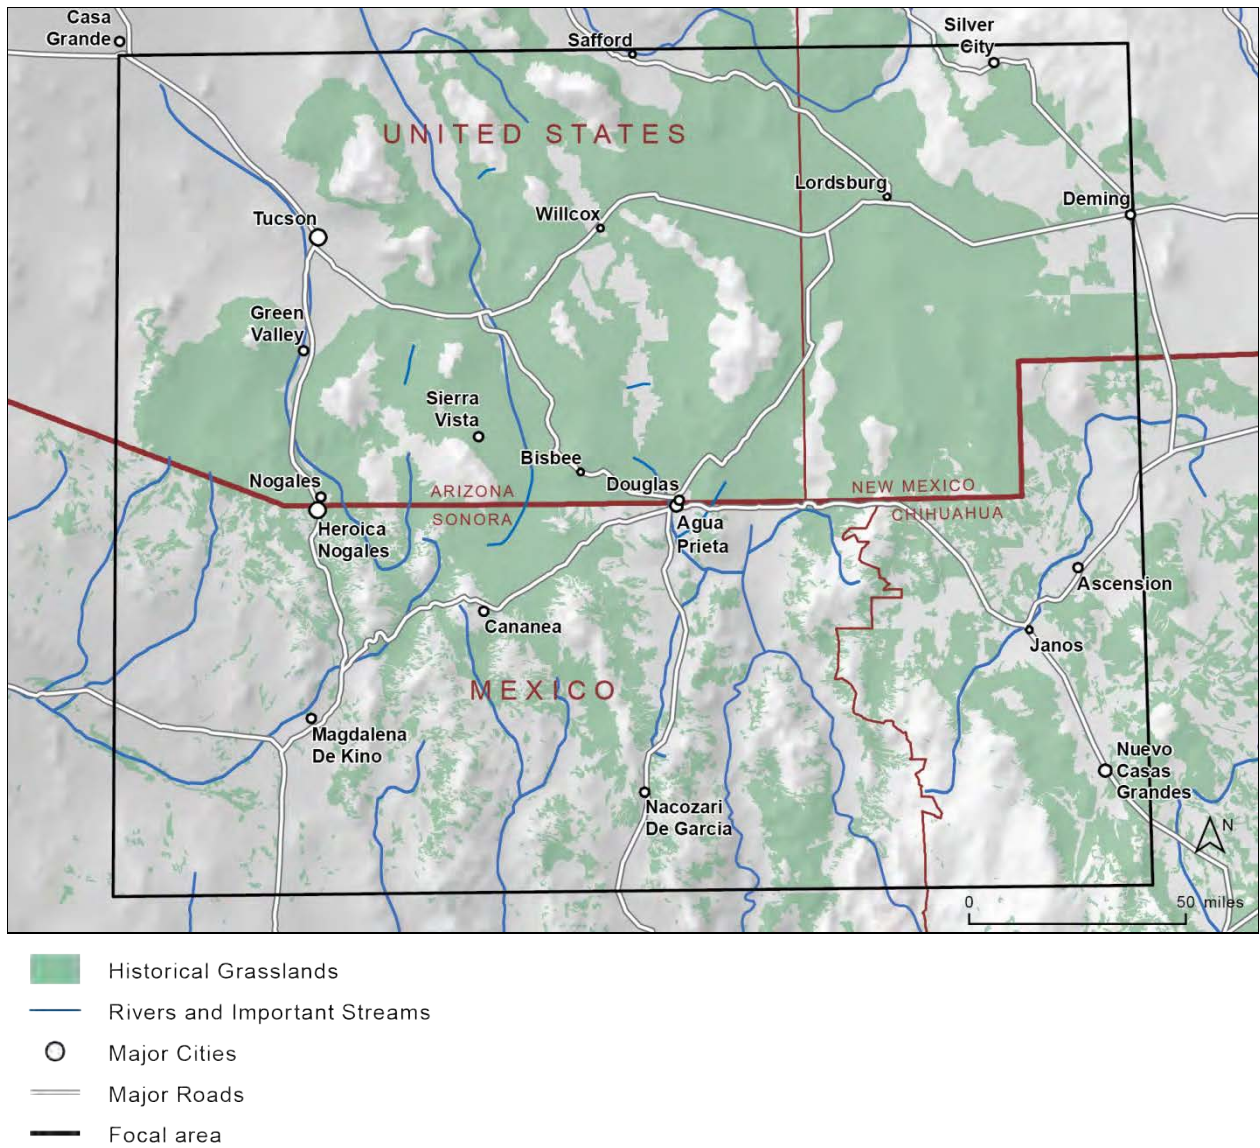 Casa
Grande
Safford
Silver
City
UNITED STATES
Lordsburg
Deming
Tucson
Willcox
Green
Valley
Sierra
Vista
Bisbee
Nogales
Douglas
ARIZONA
NEW MEXICO
SONORA
CHIHUAHUA
Heroica
Nogales
Agua
Prieta
Ascension
Cananea
Janos
MEXICO
Magdalena
De Kino
Nuevo
Casas
Grandes
Nacozari
De Garcia
N
0 50 miles
Historical Grasslands
Rivers and Important Streams
Major Cities
Major Roads
Focal area